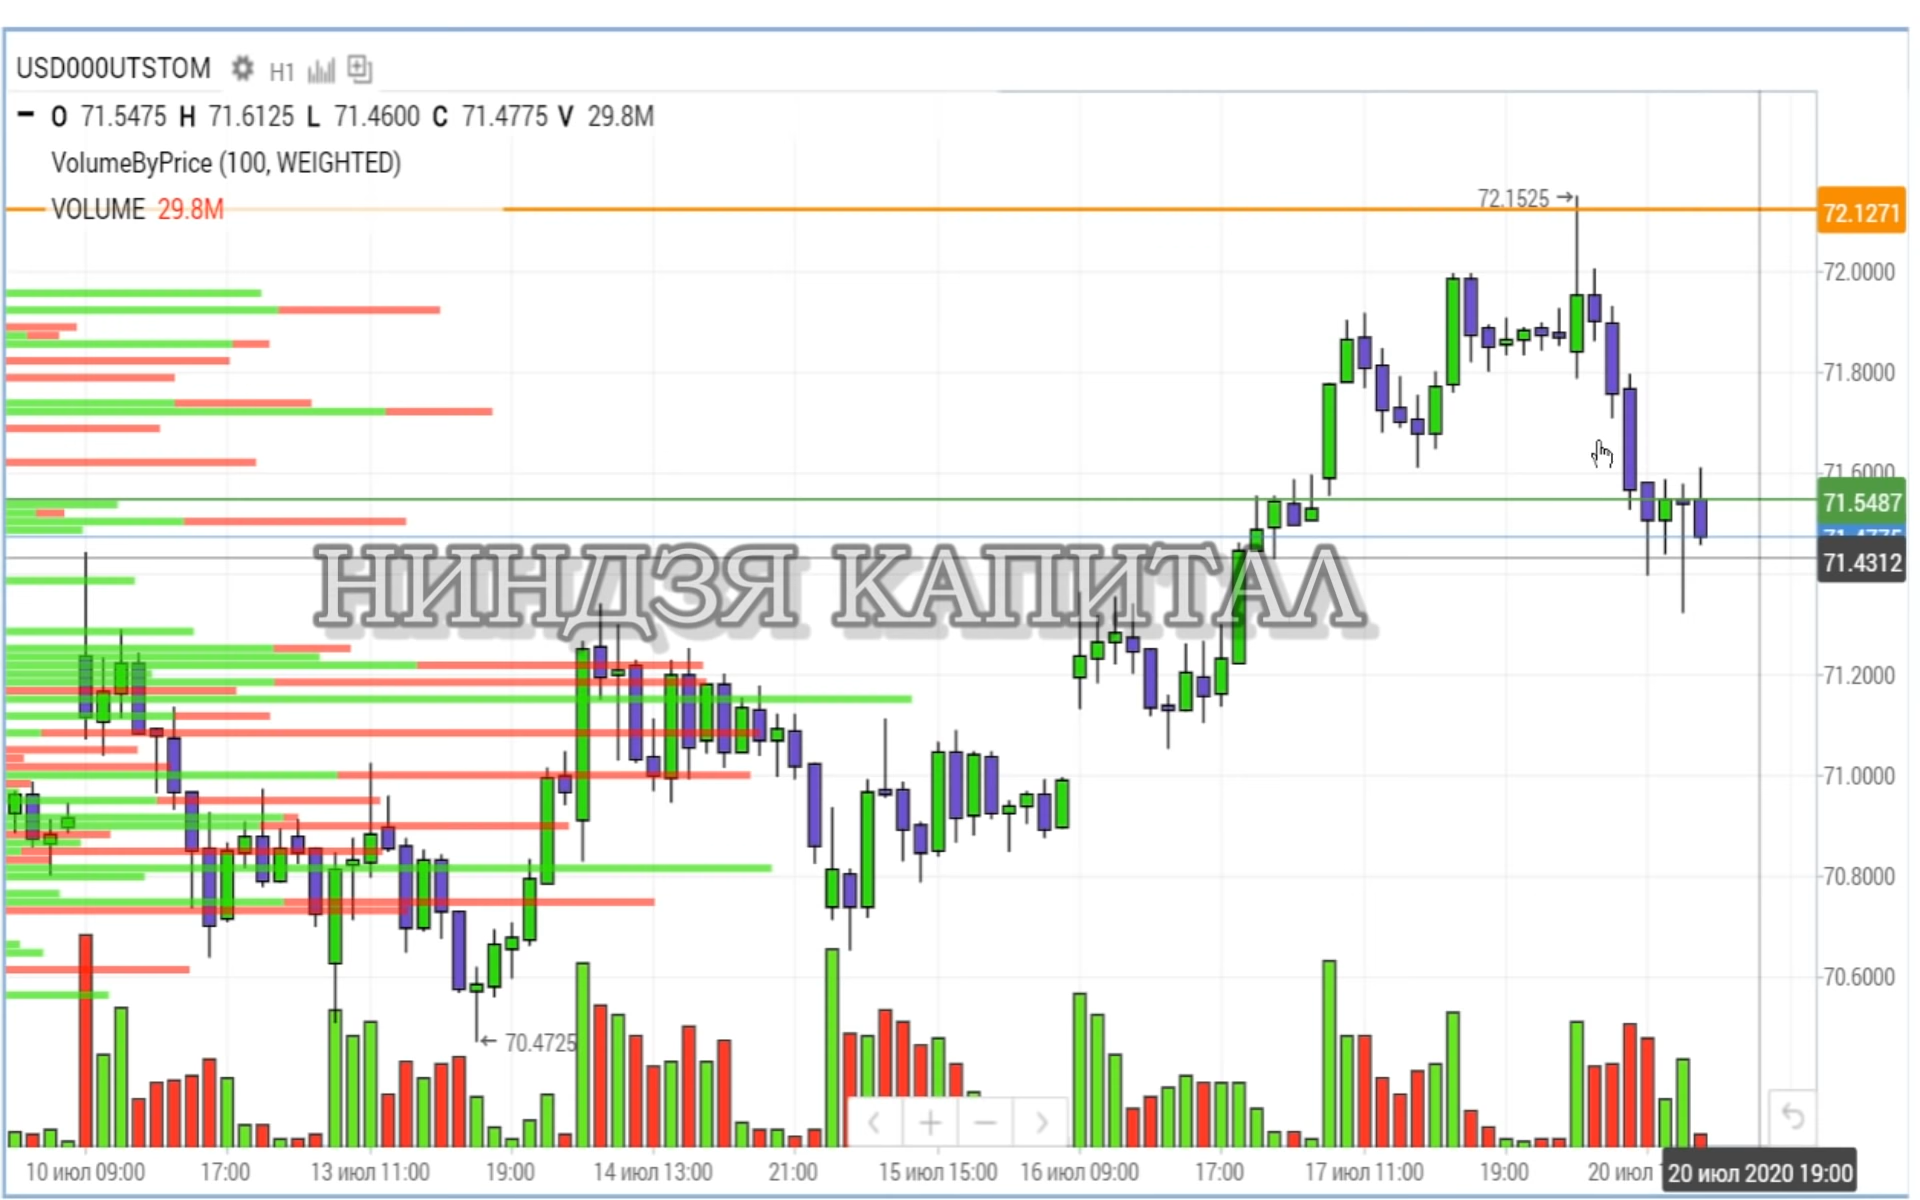 USD000UTSTOM H1
O 71.5475 H 71.6125 L 71.4600 C 71.4775 V 29.8M
VolumeByPrice (100, WEIGHTED)
VOLUME 29.8M
72.1525
72.1271
72.0000
71.8000
71.6000
71.5487
71.4775
71.4312
НИНДЗЯ КАПИТАЛ
71.2000
71.0000
70.8000
70.6000
70.4725
10 июл 09:00 17:00 13 июл 11:00 19:00 14 июл 13:00 21:00 15 июл 15:00 16 июл 09:00 17:00 17 июл 11:00 19:00 20 июл 20 июл 2020 19:00